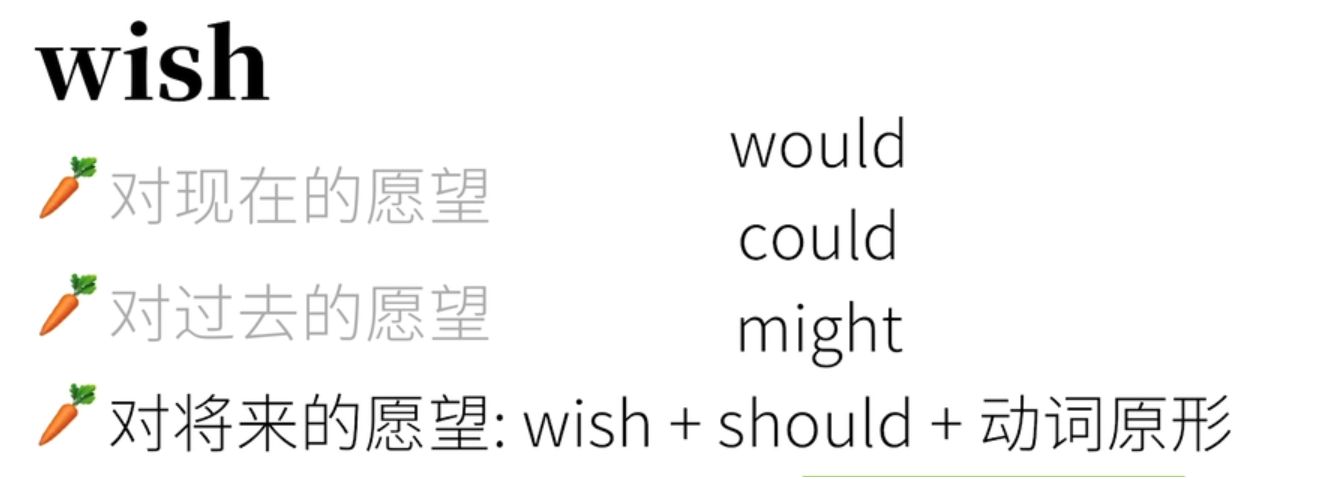 wish
would
对现在的愿望
could
对过去的愿望
might
对将来的愿望: wish + should + 动词原形